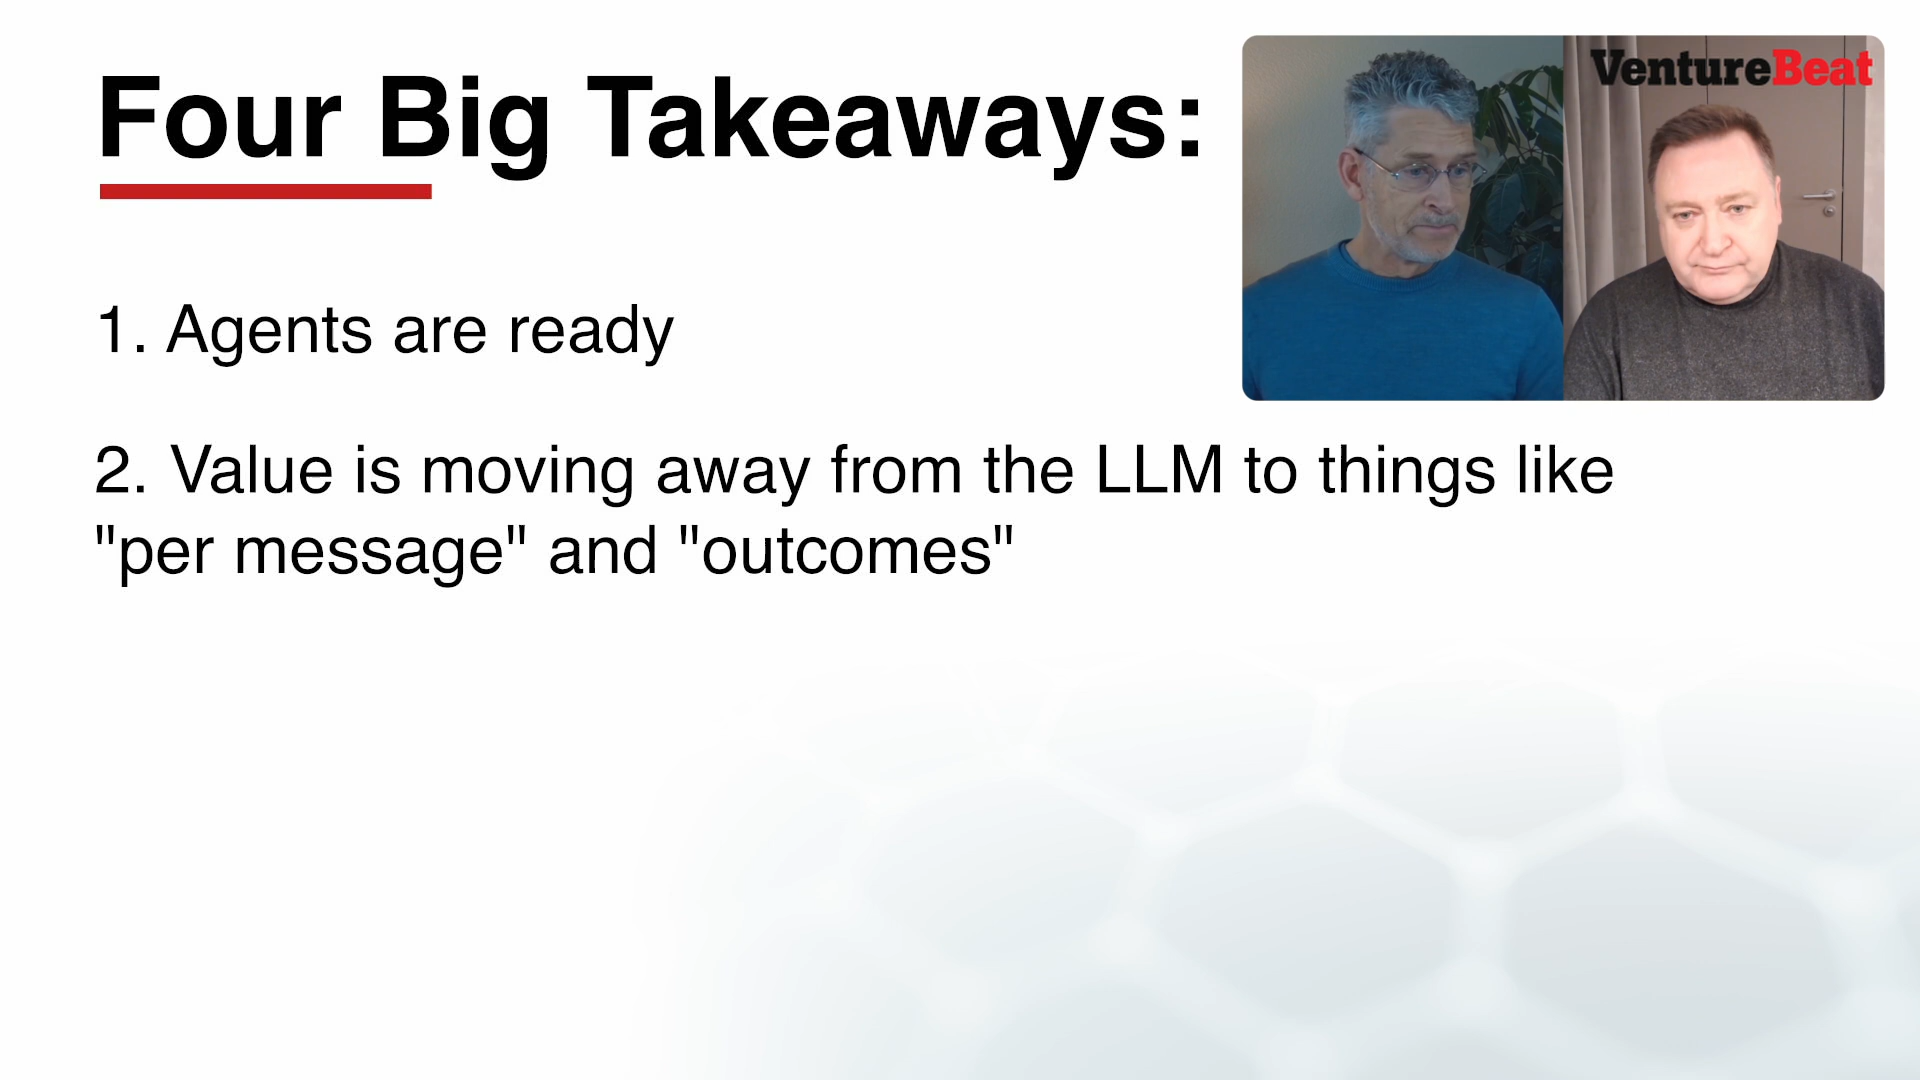 Four Big Takeaways:
VentureBeat
1. Agents are ready
2. Value is moving away from the LLM to things like
"per message" and "outcomes"